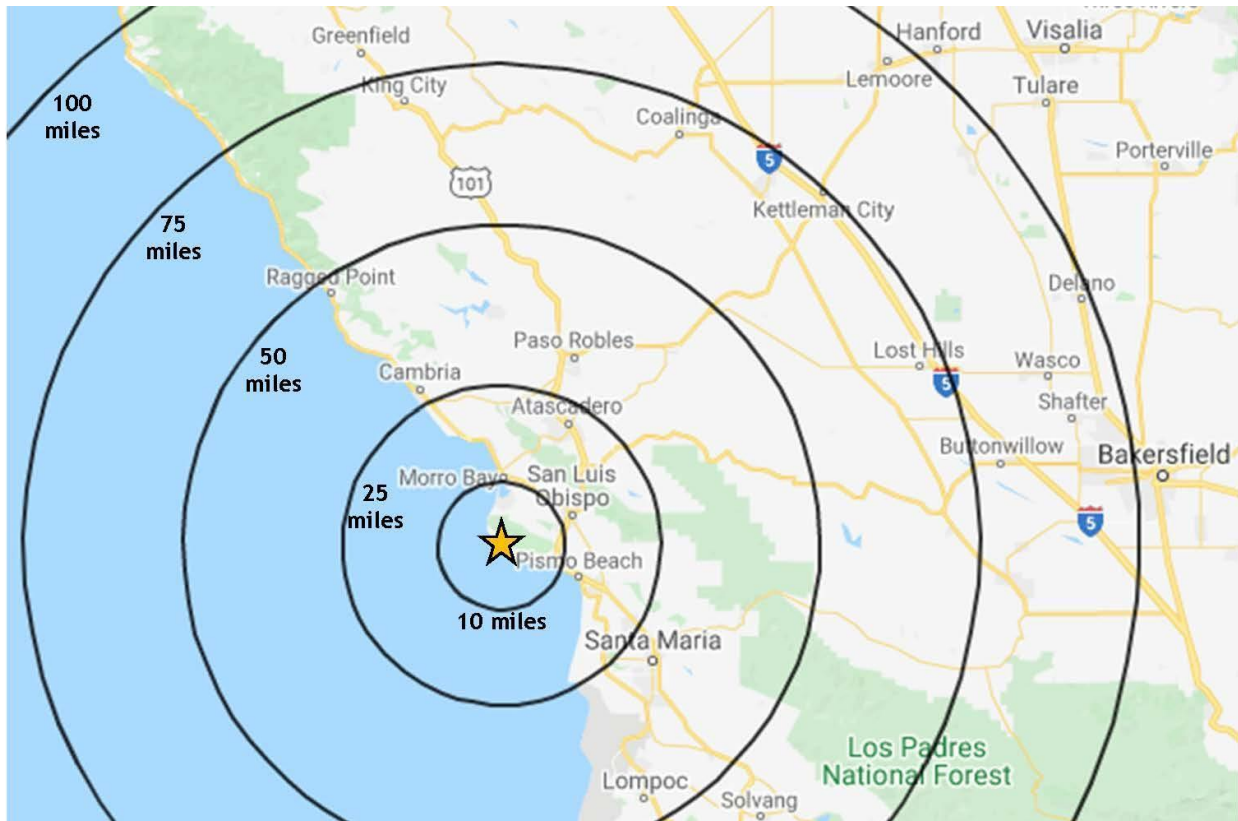 Hanford
Visalia
Greenfield
Lemoore
King City
Tulare
100
miles
Coalinga
Porterville
5
101
75
miles
Kettleman City
Ragged Point
Delano
Paso Robles
50
miles
Lost Hills
Wasco
Cambria
5
Atascadero
Shafter
Buttonwillow
Bakersfield
Morro Bay
San Luis
Obispo
25
miles
5
Pismo Beach
10 miles
Santa Maria
Los Padres
National Forest
Lompoc
Solvang